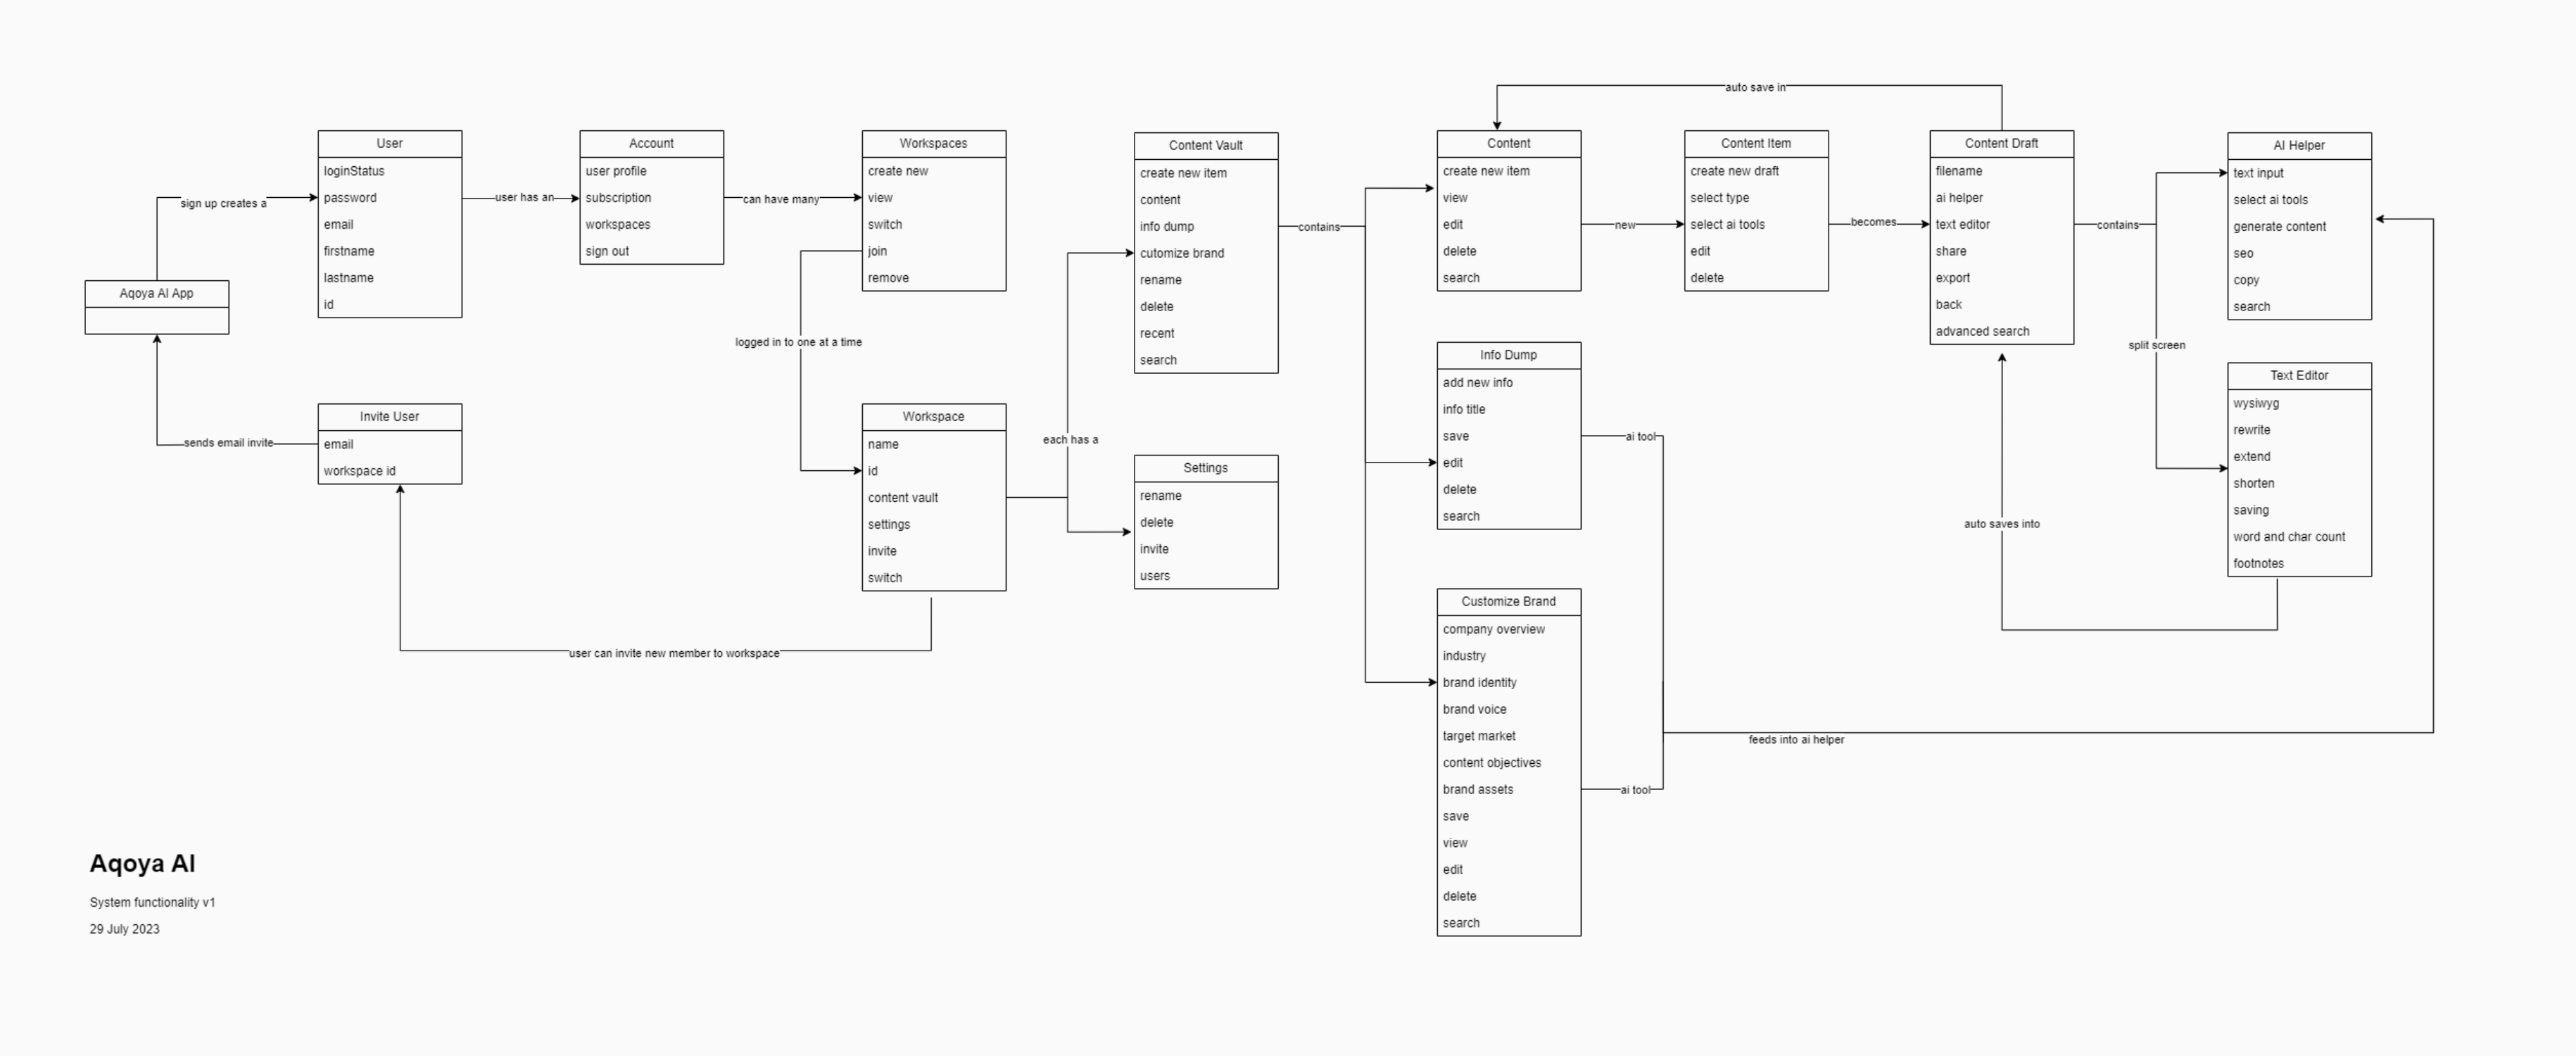 auto save in
User
loginStatus
password
email
firstname
lastname
id
sign up creates a
user has an
Account
user profile
subscription
workspaces
sign out
can have many
Workspaces
create new
view
switch
join
remove
Aqoya AI App
sends email invite
Invite User
email
workspace id
logged in to one at a time
Workspace
name
id
content vault
settings
invite
switch
user can invite new member to workspace
each has a
Content Vault
create new item
content
info dump
cutomize brand
rename
delete
recent
search
Settings
rename
delete
invite
users
contains
Content
create new item
view
edit
delete
search
new
Content Item
create new draft
select type
select ai tools
edit
delete
becomes
Content Draft
filename
ai helper
text editor
share
export
back
advanced search
contains
split screen
AI Helper
text input
select ai tools
generate content
seo
copy
search
Text Editor
wysiwyg
rewrite
extend
shorten
saving
word and char count
footnotes
auto saves into
Info Dump
add new info
info title
save
edit
delete
search
ai tool
Customize Brand
company overview
industry
brand identity
brand voice
target market
content objectives
brand assets
save
view
edit
delete
search
ai tool
feeds into ai helper
Aqoya AI
System functionality v1
29 July 2023